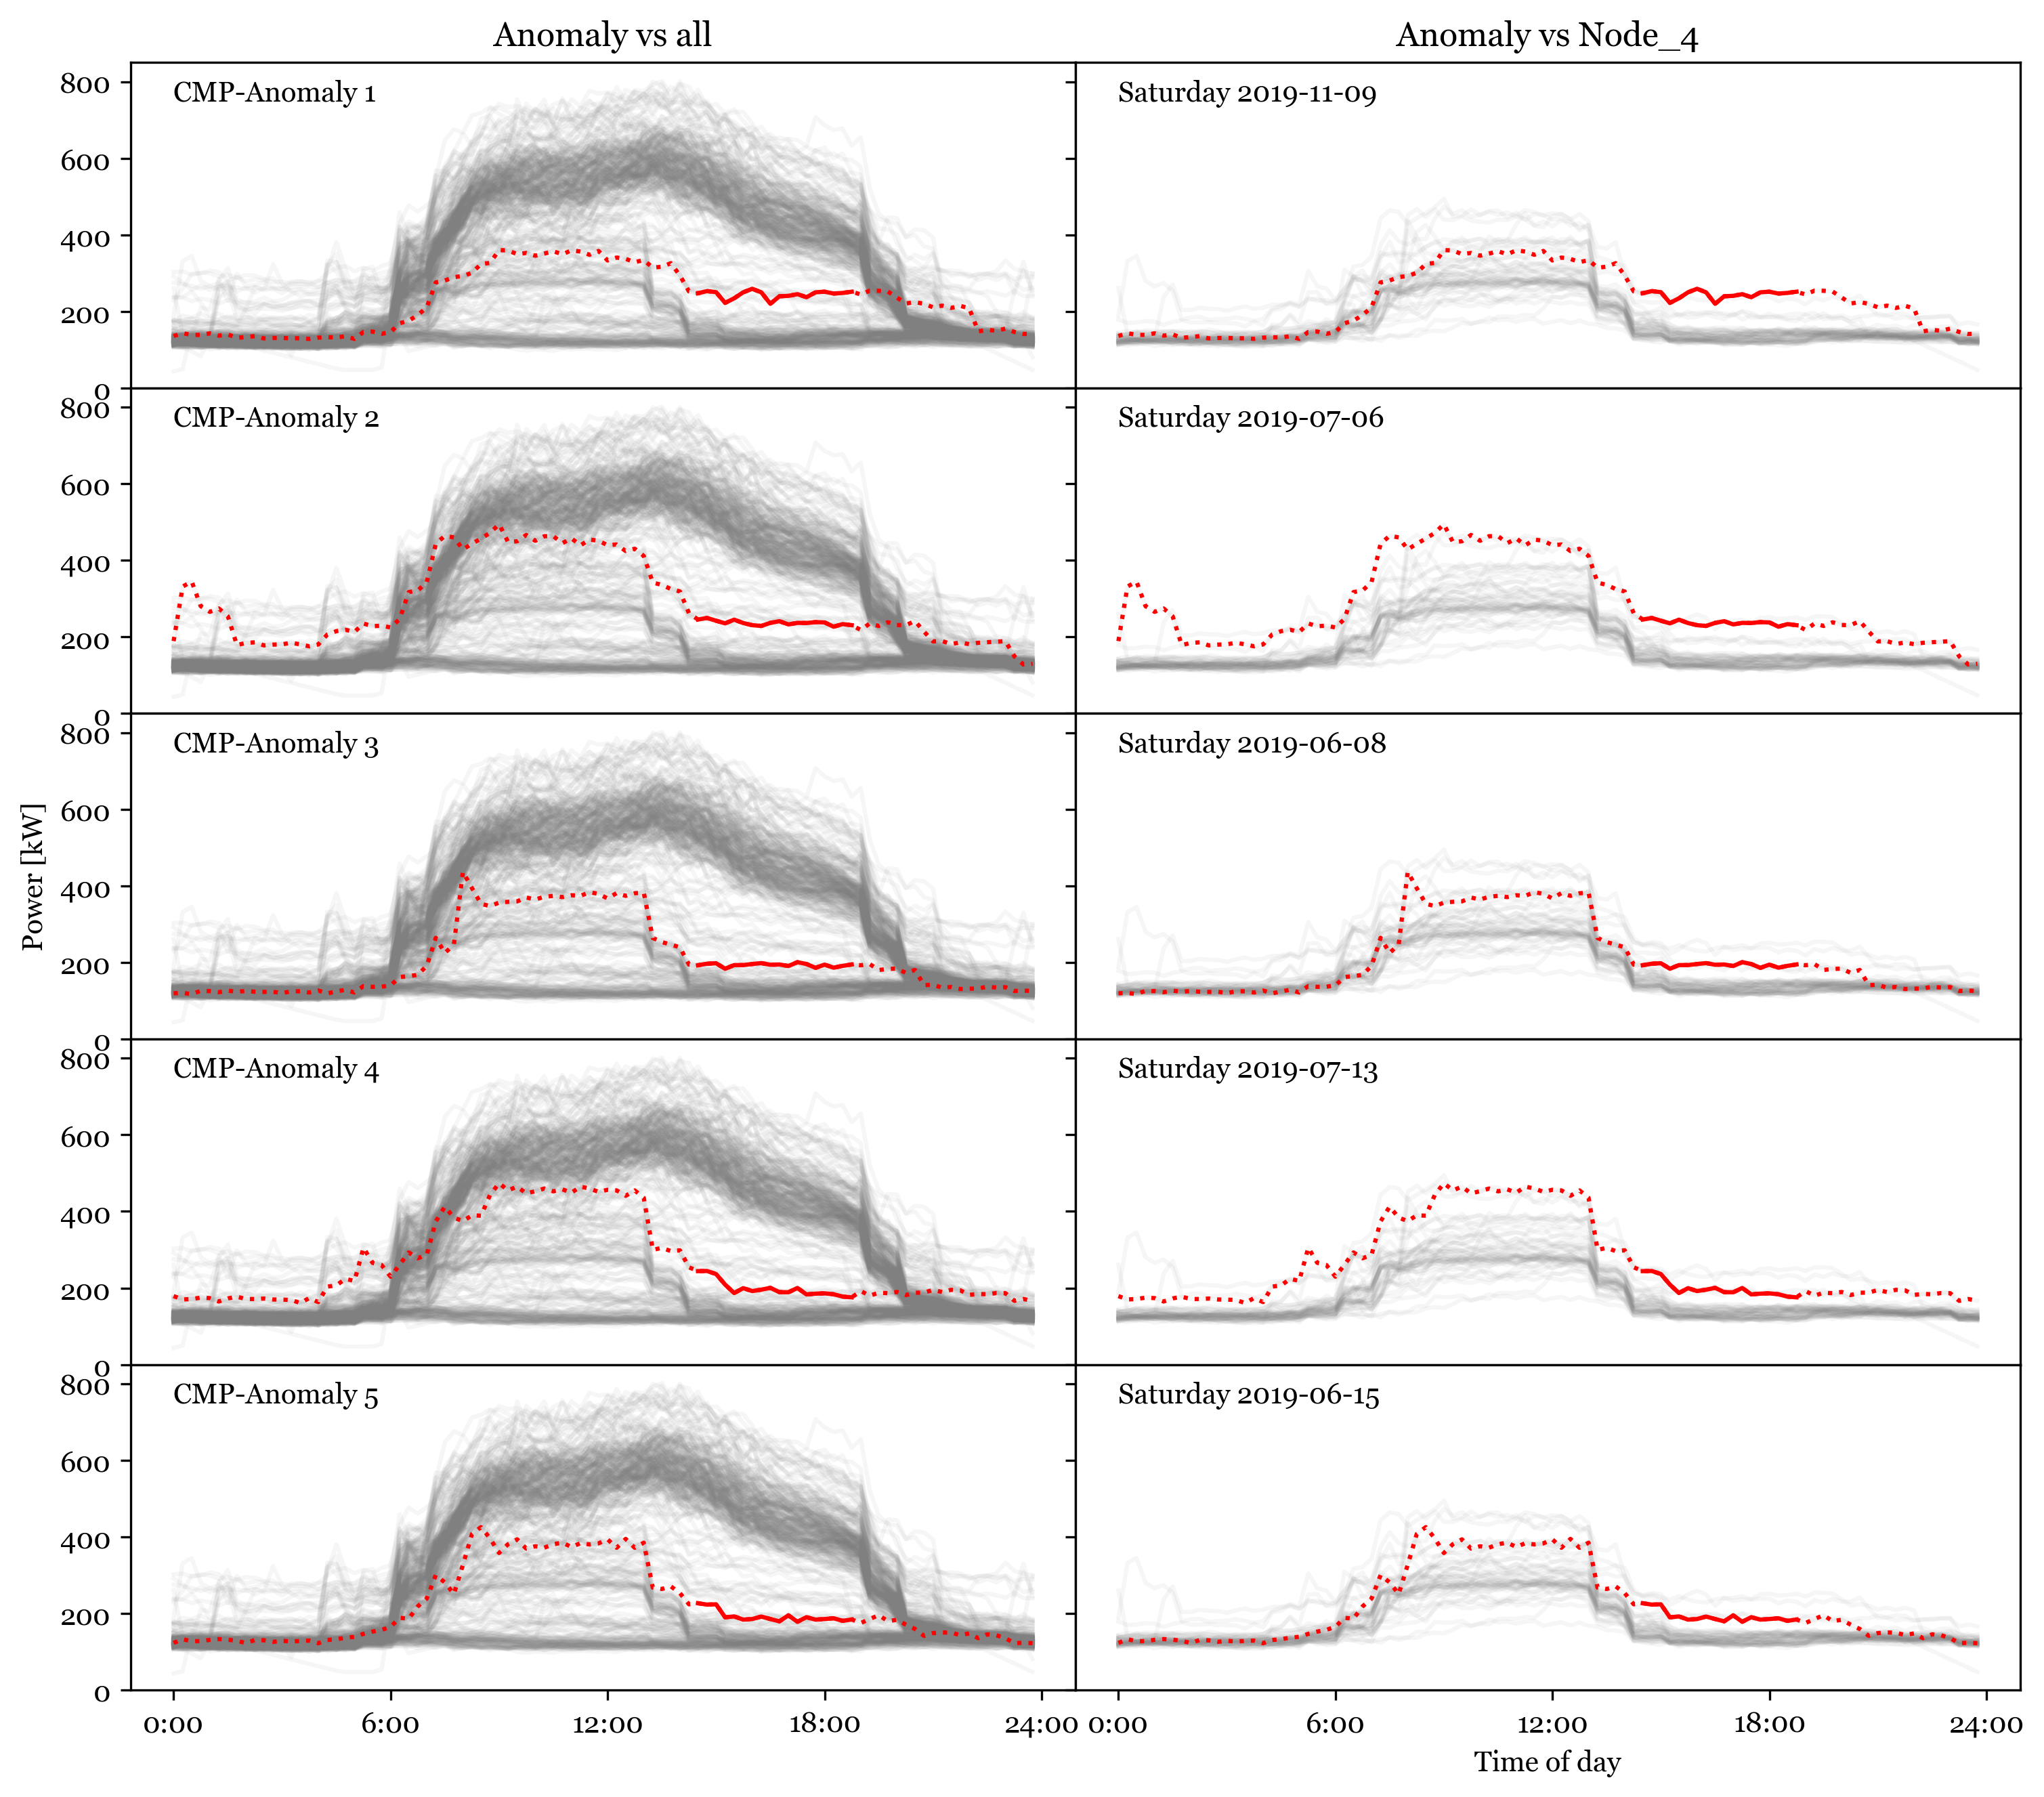 Anomaly vs all
Anomaly vs Node_4
CMP-Anomaly 1
Saturday 2019-11-09
800
600
400
200
0
CMP-Anomaly 2
Saturday 2019-07-06
800
600
400
200
0
CMP-Anomaly 3
Saturday 2019-06-08
800
600
400
200
0
Power [kW]
CMP-Anomaly 4
Saturday 2019-07-13
800
600
400
200
0
CMP-Anomaly 5
Saturday 2019-06-15
800
600
400
200
0
0:00 6:00 12:00 18:00 24:00
0:00 6:00 12:00 18:00 24:00
Time of day